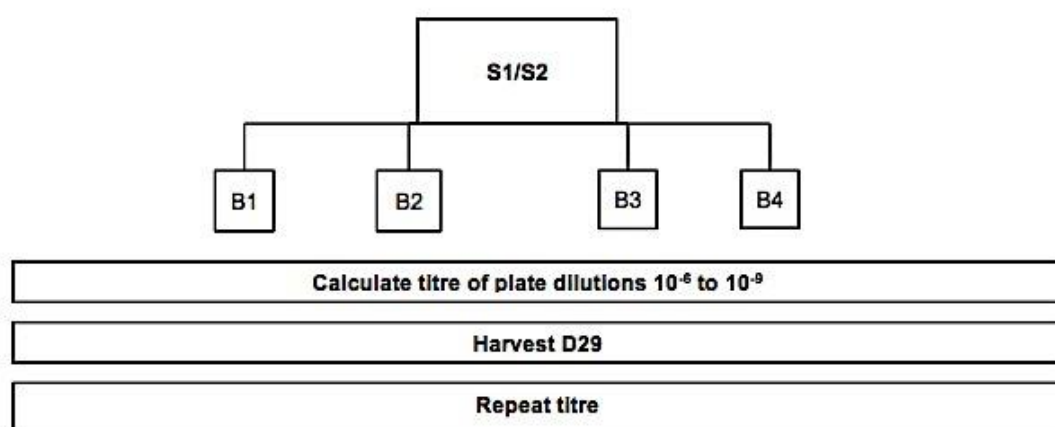 S1/S2
B1 B2 B3 B4
Calculate titre of plate dilutions 10⁻⁶ to 10⁻⁹
Harvest D29
Repeat titre